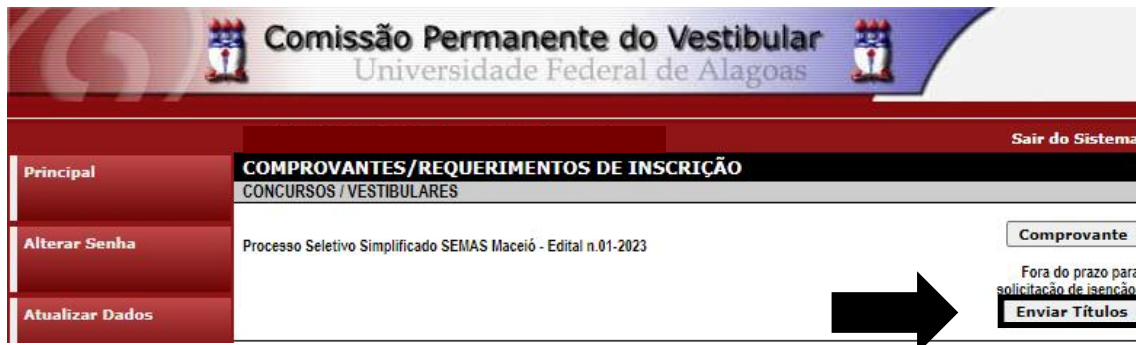 Comissão Permanente do Vestibular
Universidade Federal de Alagoas
Sair do Sistema
Principal
COMPROVANTES/REQUERIMENTOS DE INSCRIÇÃO
CONCURSOS / VESTIBULARES
Alterar Senha
Processo Seletivo Simplificado SEMAS Maceió - Edital n.01-2023
Comprovante
Fora do prazo para
solicitação de isenção
Atualizar Dados
Enviar Títulos